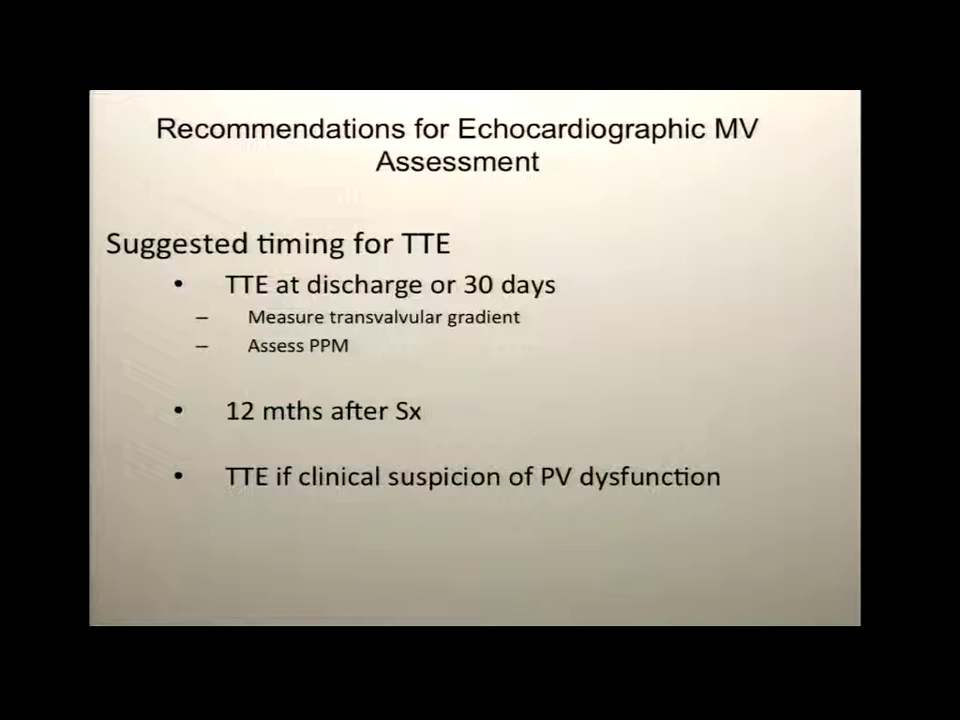 Recommendations for Echocardiographic MV
Assessment
Suggested timing for TTE
• TTE at discharge or 30 days
– Measure transvalvular gradient
– Assess PPM
• 12 mths after Sx
• TTE if clinical suspicion of PV dysfunction